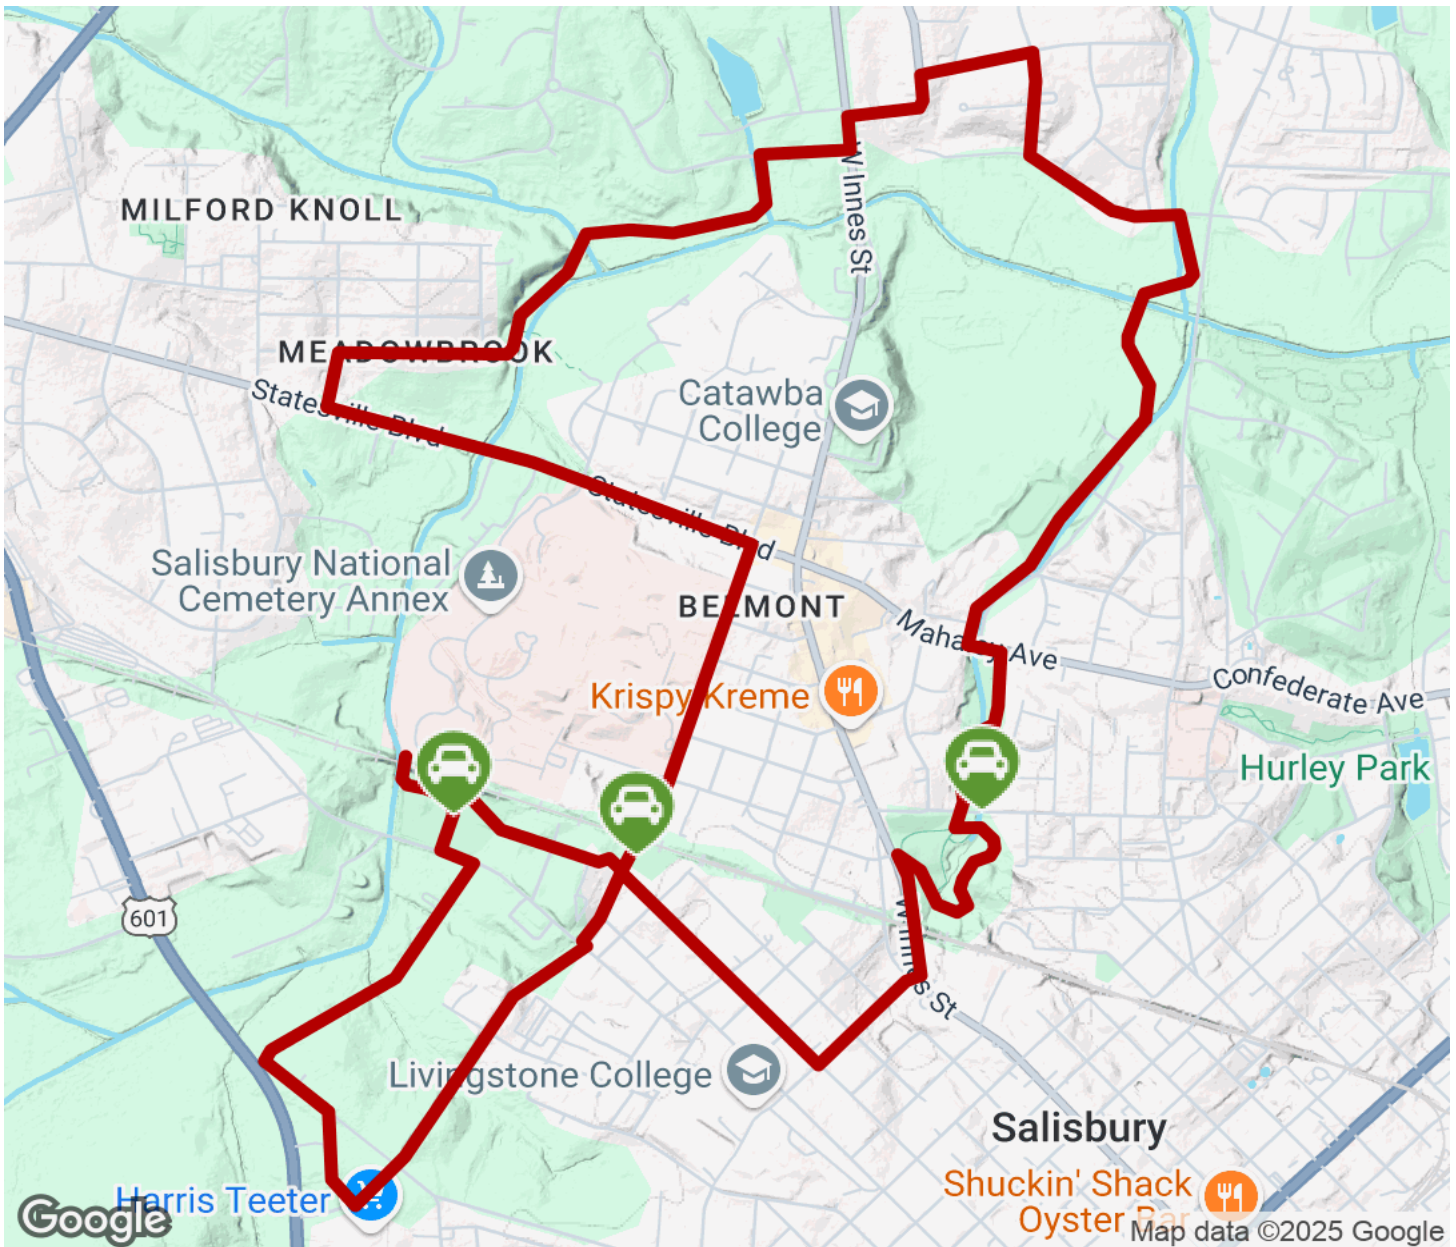 W Innes St
MILFORD KNOLL
MEADOWBROOK
Statesville Blvd
Catawba
College
Statesville Blvd
Salisbury National
Cemetery Annex
BELMONT
Mahaley Ave
Confederate Ave
Krispy Kreme
Hurley Park
601
W Innes St
Livingstone College
Salisbury
Harris Teeter
Shuckin' Shack
Oyster Bar
Google
Map data ©2025 Google